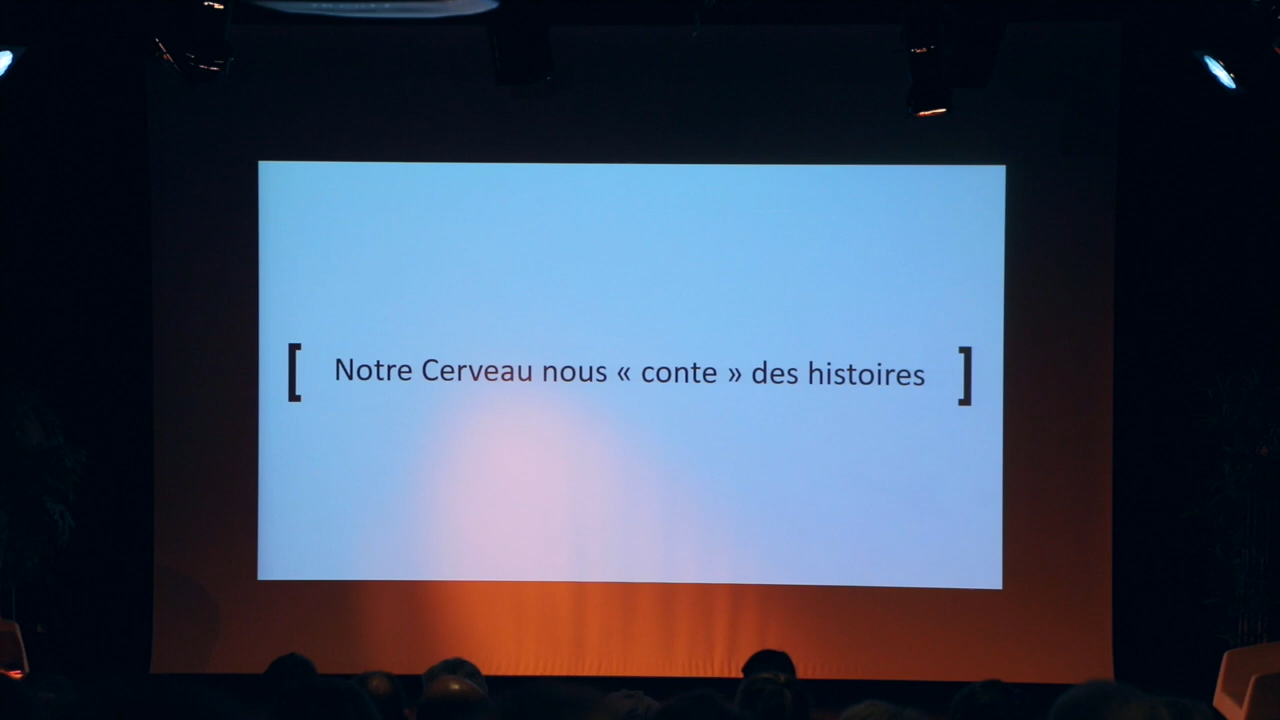 [ Notre Cerveau nous « conte » des histoires ]